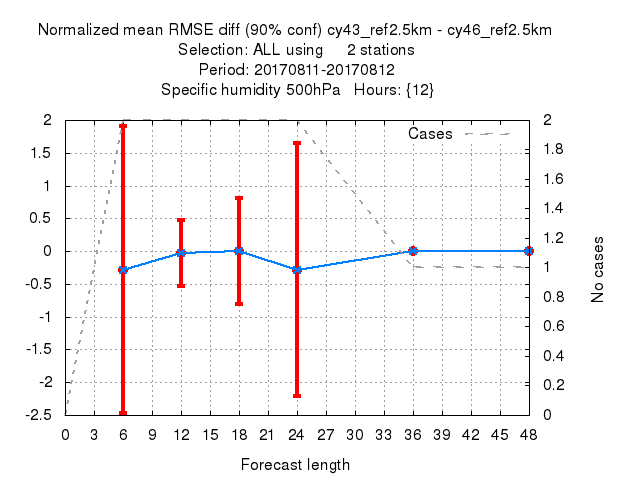 Normalized mean RMSE diff (90% conf) cy43_ref2.5km - cy46_ref2.5km
Selection: ALL using 2 stations
Period: 20170811-20170812
Specific humidity 500hPa Hours: {12}
Cases
2
1.5
1
0.5
0
-0.5
-1
-1.5
-2
-2.5
2
1.8
1.6
1.4
1.2
1
0.8
0.6
0.4
0.2
0
No cases
0 3 6 9 12 15 18 21 24 27 30 33 36 39 42 45 48
Forecast length